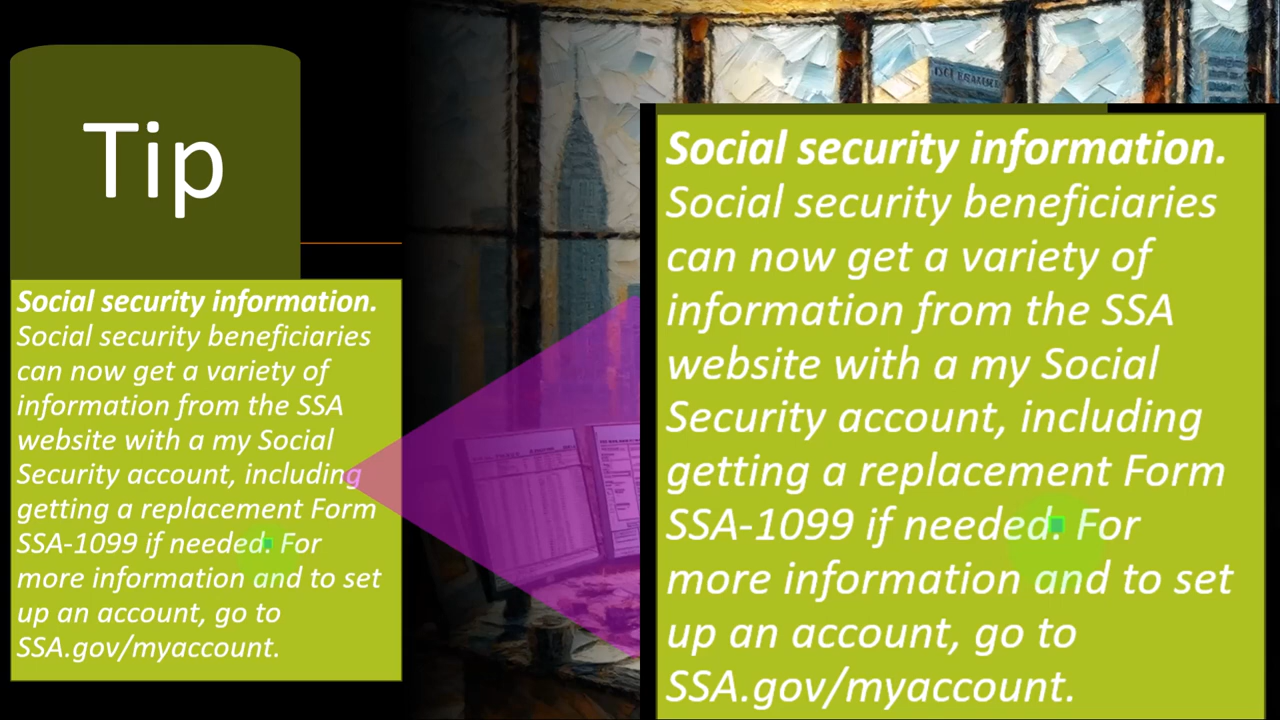 Tip
Social security information.
Social security beneficiaries
can now get a variety of
information from the SSA
website with a my Social
Security account, including
getting a replacement Form
SSA-1099 if needed. For
more information and to set
up an account, go to
SSA.gov/myaccount.
Social security information.
Social security beneficiaries
can now get a variety of
information from the SSA
website with a my Social
Security account, including
getting a replacement Form
SSA-1099 if needed. For
more information and to set
up an account, go to
SSA.gov/myaccount.